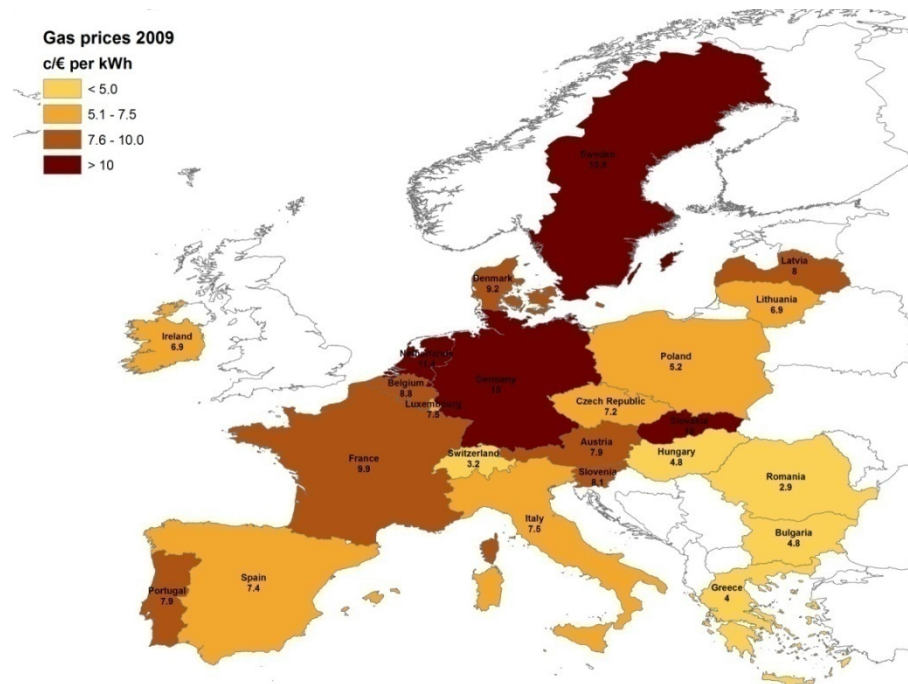 Gas prices 2009
c/€ per kWh
< 5.0
5.1 - 7.5
7.6 - 10.0
> 10
Sweden
Latvia
8
Denmark
9.2
Lithuania
6.9
Ireland
6.9
Netherlands
Poland
5.2
Germany
Belgium
8.8
Luxembourg
7.5
Czech Republic
7.2
Slovakia
Austria
7.9
Hungary
4.8
France
9.9
Switzerland
3.2
Slovenia
8.1
Romania
2.9
Italy
7.5
Bulgaria
4.8
Spain
7.4
Portugal
7.9
Greece
4